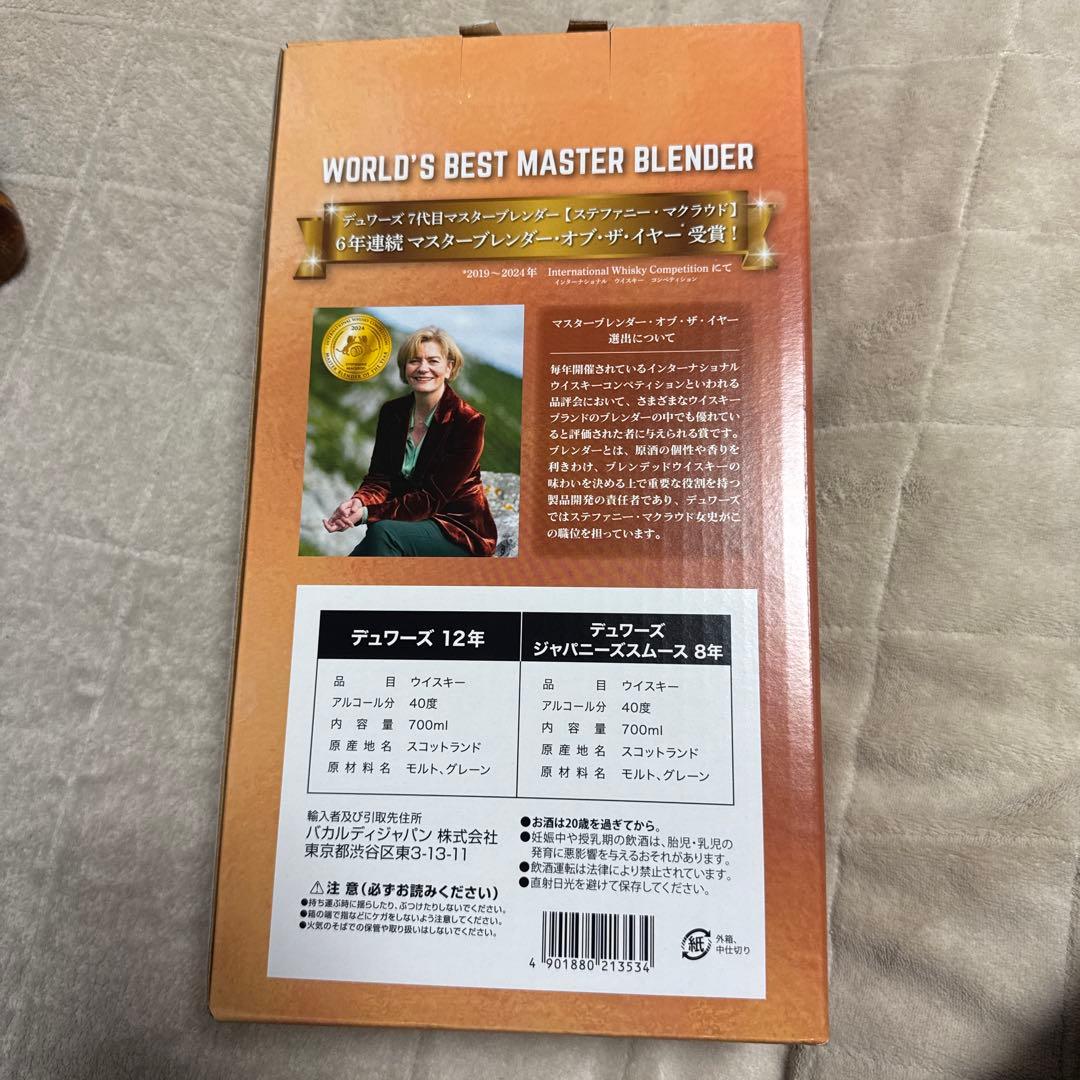 WORLD'S BEST MASTER BLENDER
デュワーズ 7代目マスターブレンダー【ステファニー・マクラウド】
6年連続 マスターブレンダー・オブ・ザ・イヤー* 受賞！
*2019～2024年 International Whisky Competition にて
インターナショナル ウイスキー コンペティション
2024
MASTER BLENDER OF THE YEAR
マスターブレンダー・オブ・ザ・イヤー
選出について
毎年開催されているインターナショナル
ウイスキーコンペティションといわれる
品評会において、さまざまなウイスキー
ブランドのブレンダーの中でも優れてい
ると評価された者に与えられる賞です。
ブレンダーとは、原酒の個性や香りを
利きわけ、ブレンデッドウイスキーの
味わいを決める上で重要な役割を持つ
製品開発の責任者であり、デュワーズ
ではステファニー・マクラウド女史がこ
の職位を担っています。
デュワーズ 12年
品目 ウイスキー
アルコール分 40度
内容量 700ml
原産地名 スコットランド
原材料名 モルト、グレーン
デュワーズ
ジャパニーズスムース 8年
品目 ウイスキー
アルコール分 40度
内容量 700ml
原産地名 スコットランド
原材料名 モルト、グレーン
輸入者及び引取先住所
バカルディジャパン 株式会社
東京都渋谷区東3-13-11
⚠注意（必ずお読みください）
●持ち運ぶ時に揺らしたり、ぶつけたりしないでください。
●箱の端で指などにケガをしないよう注意してください。
●火気のそばでの保管や取り扱いはしないでください。
●お酒は20歳を過ぎてから。
●妊娠中や授乳期の飲酒は、胎児・乳児の
発育に悪影響を与えるおそれがあります。
●飲酒運転は法律により禁止されています。
●直射日光を避けて保存してください。
4 901880 213534
紙
外箱、
中仕切り